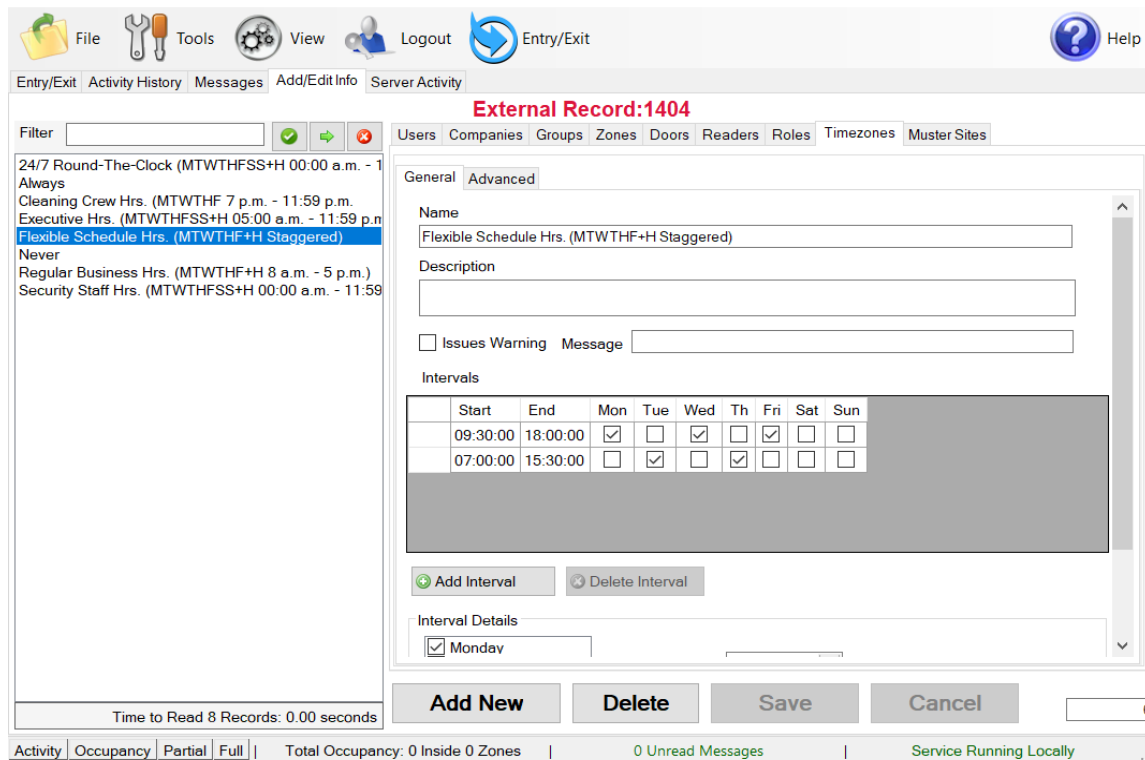 File Tools View Logout Entry/Exit Help
Entry/Exit Activity History Messages Add/Edit Info Server Activity
External Record:1404
Filter
Users Companies Groups Zones Doors Readers Roles Timezones Muster Sites
24/7 Round-The-Clock (MTWTHFSS+H 00:00 a.m. - 1
Always
Cleaning Crew Hrs. (MTWTHF 7 p.m. - 11:59 p.m.
Executive Hrs. (MTWTHFSS+H 05:00 a.m. - 11:59 p.m
Flexible Schedule Hrs. (MTWTHF+H Staggered)
Never
Regular Business Hrs. (MTWTHF+H 8 a.m. - 5 p.m.)
Security Staff Hrs. (MTWTHFSS+H 00:00 a.m. - 11:59
Time to Read 8 Records: 0.00 seconds
General Advanced
Name
Flexible Schedule Hrs. (MTWTHF+H Staggered)
Description
Issues Warning Message
Intervals
Start End Mon Tue Wed Th Fri Sat Sun
09:30:00 18:00:00
07:00:00 15:30:00
Add Interval Delete Interval
Interval Details
Monday
Add New Delete Save Cancel
Activity Occupancy Partial Full | Total Occupancy: 0 Inside 0 Zones | 0 Unread Messages | Service Running Locally